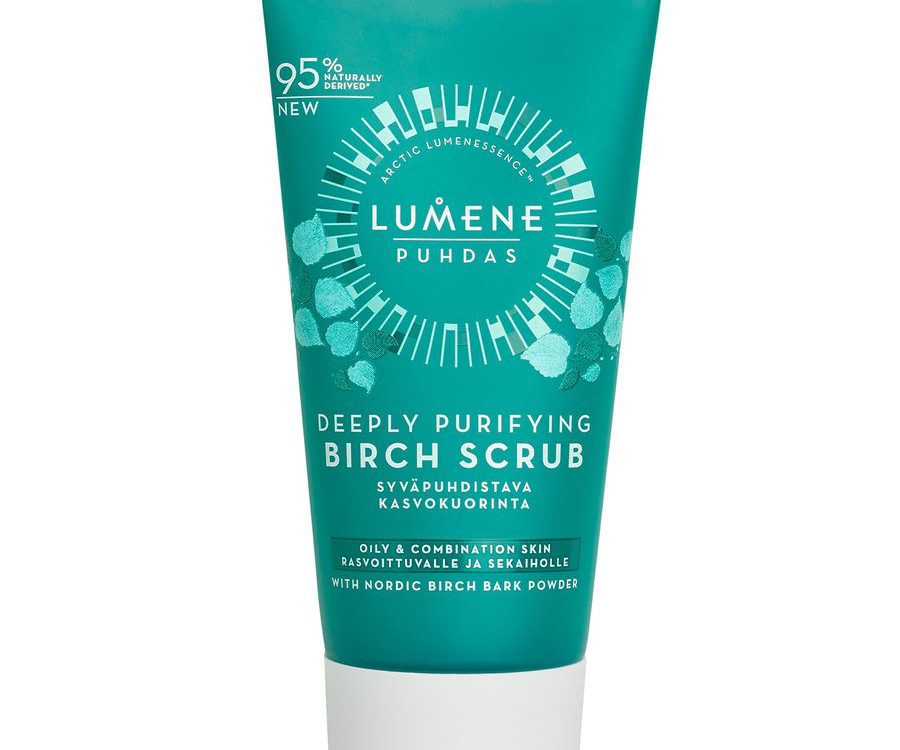 95% NATURALLY
DERIVED*
NEW
ARCTIC LUMENESSENCE™
LUMENE
PUHDAS
DEEPLY PURIFYING
BIRCH SCRUB
SYVÄPUHDISTAVA
KASVOKUORINTA
OILY & COMBINATION SKIN
RASVOITTUVALLE JA SEKAIHOLLE
WITH NORDIC BIRCH BARK POWDER